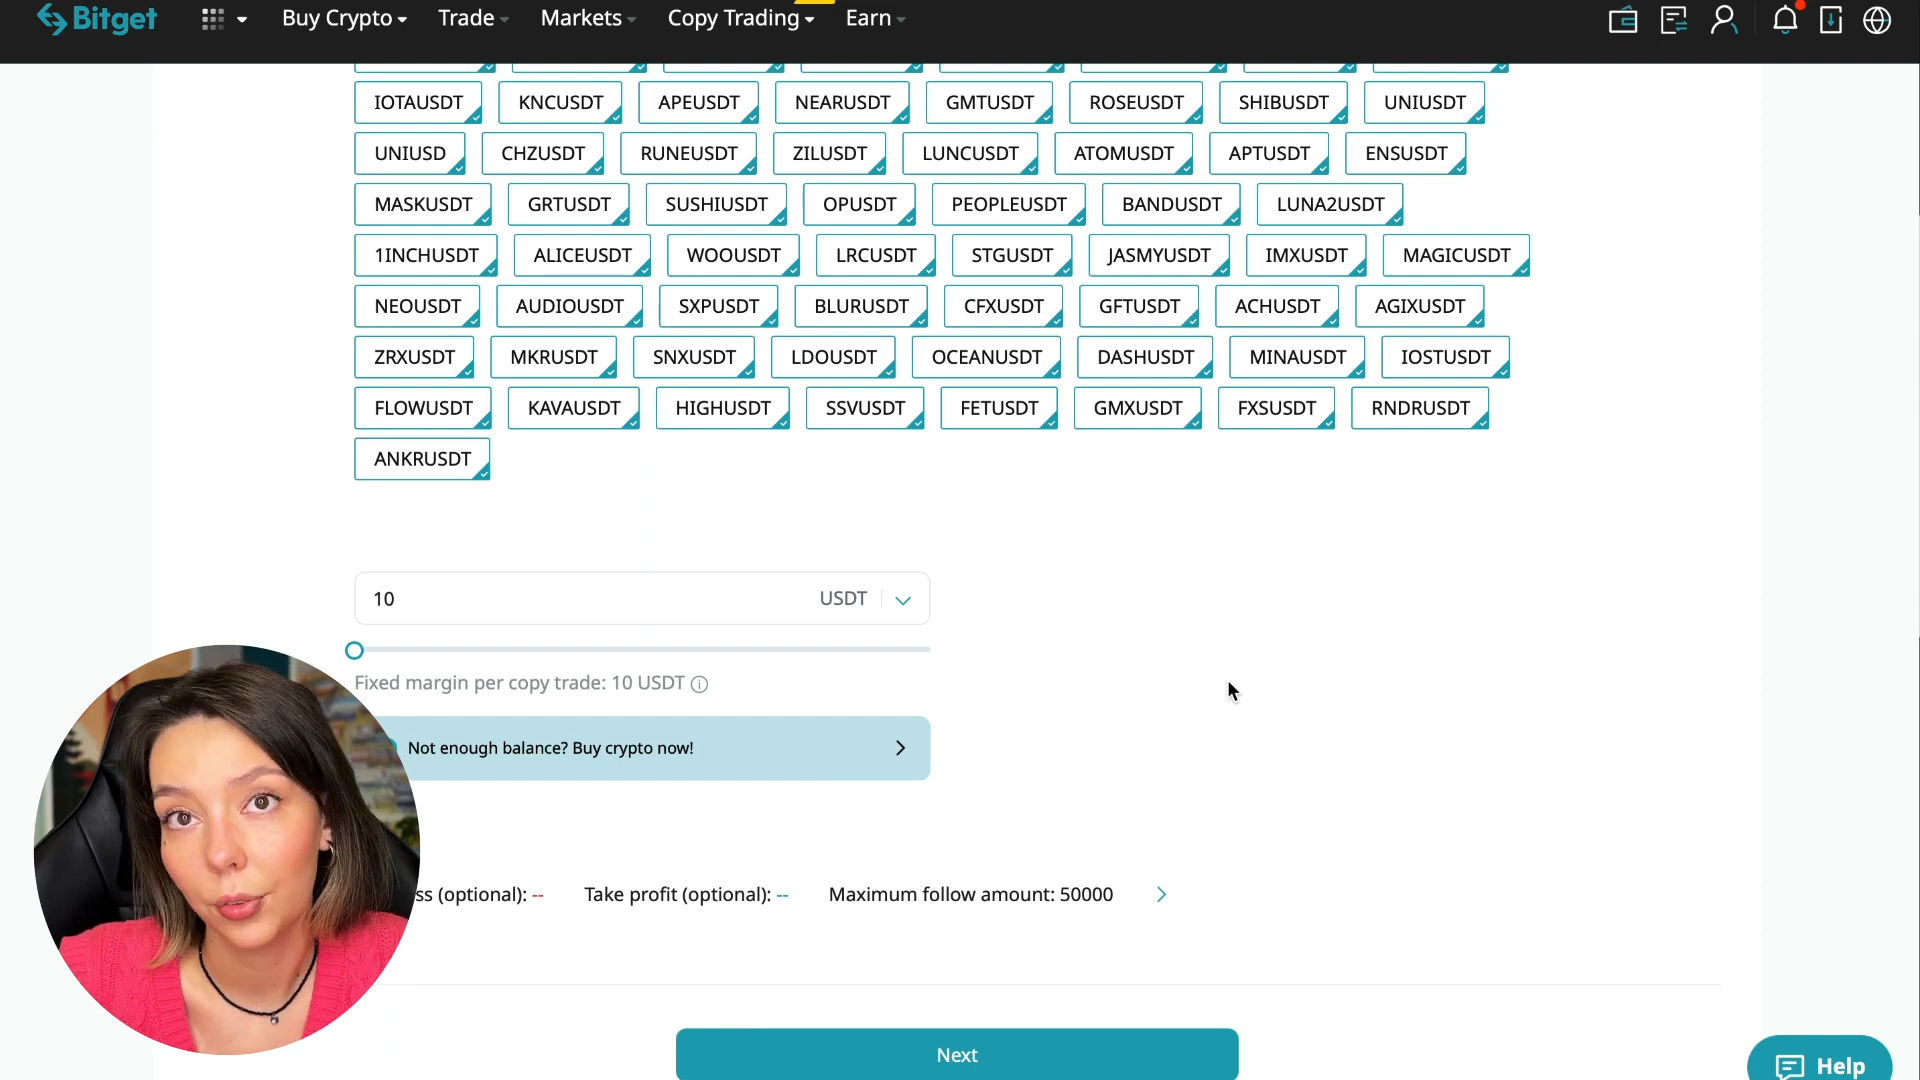 Bitget Buy Crypto Trade Markets Copy Trading Earn
IOTAUSDT KNCUSDT APEUSDT NEARUSDT GMTUSDT ROSEUSDT SHIBUSDT UNIUSDT
UNIUSD CHZUSDT RUNEUSDT ZILUSDT LUNCUSDT ATOMUSDT APTUSDT ENSUSDT
MASKUSDT GRTUSDT SUSHIUSDT OPUSDT PEOPLEUSDT BANDUSDT LUNA2USDT
1INCHUSDT ALICEUSDT WOOUSDT LRCUSDT STGUSDT JASMYUSDT IMXUSDT MAGICUSDT
NEOUSDT AUDIOUSDT SXPUSDT BLURUSDT CFXUSDT GFTUSDT ACHUSDT AGIXUSDT
ZRXUSDT MKRUSDT SNXUSDT LDOUSDT OCEANUSDT DASHUSDT MINAUSDT IOSTUSDT
FLOWUSDT KAVAUSDT HIGHUSDT SSVUSDT FETUSDT GMXUSDT FXSUSDT RNDRUSDT
ANKRUSDT
10 USDT
Fixed margin per copy trade: 10 USDT
Not enough balance? Buy crypto now!
ss (optional): -- Take profit (optional): -- Maximum follow amount: 50000
Next
Help